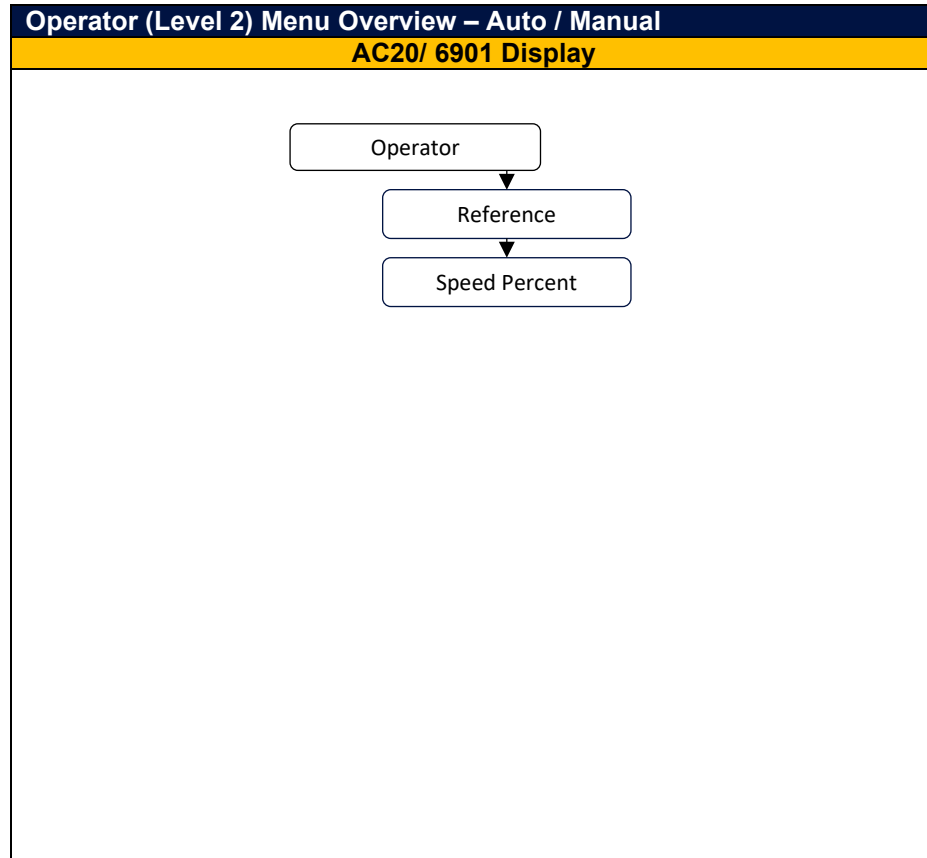 Operator (Level 2) Menu Overview – Auto / Manual
AC20/ 6901 Display
Operator
Reference
Speed Percent